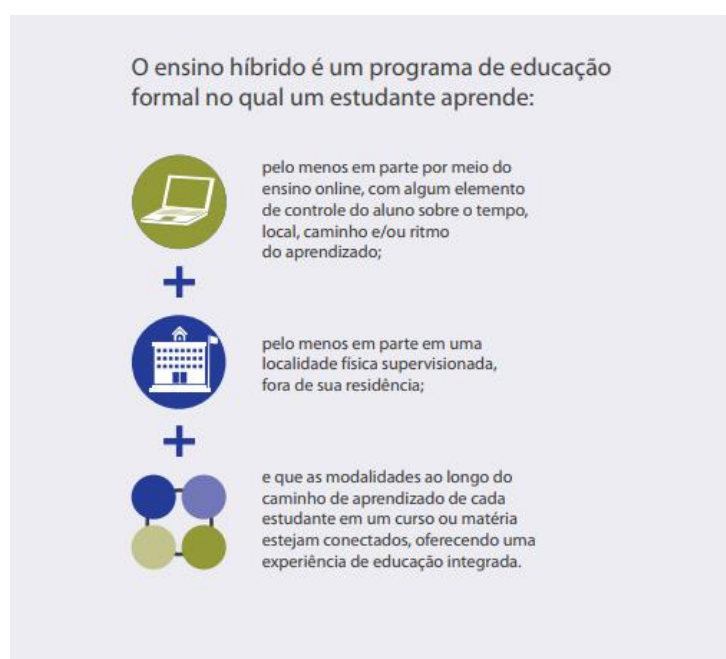 O ensino híbrido é um programa de educação
formal no qual um estudante aprende:
pelo menos em parte por meio do
ensino online, com algum elemento
de controle do aluno sobre o tempo,
local, caminho e/ou ritmo
do aprendizado;
+
pelo menos em parte em uma
localidade física supervisionada,
fora de sua residência;
+
e que as modalidades ao longo do
caminho de aprendizado de cada
estudante em um curso ou matéria
estejam conectados, oferecendo uma
experiência de educação integrada.